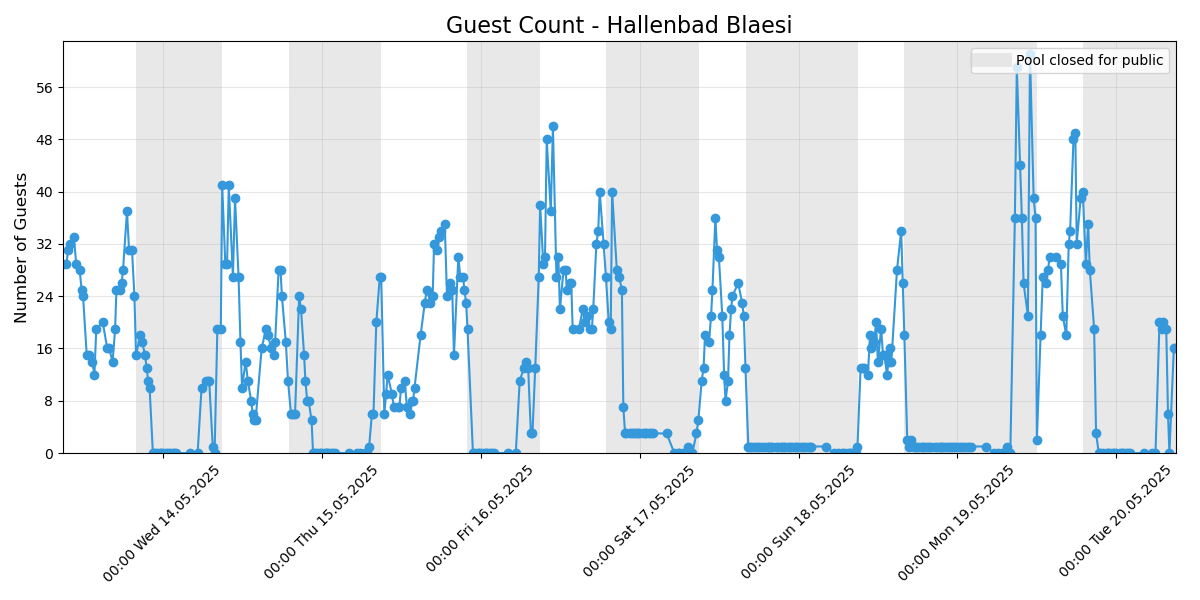 Guest Count - Hallenbad Blaesi
Pool closed for public
Number of Guests
56
48
40
32
24
16
8
0
00:00 Wed 14.05.2025
00:00 Thu 15.05.2025
00:00 Fri 16.05.2025
00:00 Sat 17.05.2025
00:00 Sun 18.05.2025
00:00 Mon 19.05.2025
00:00 Tue 20.05.2025